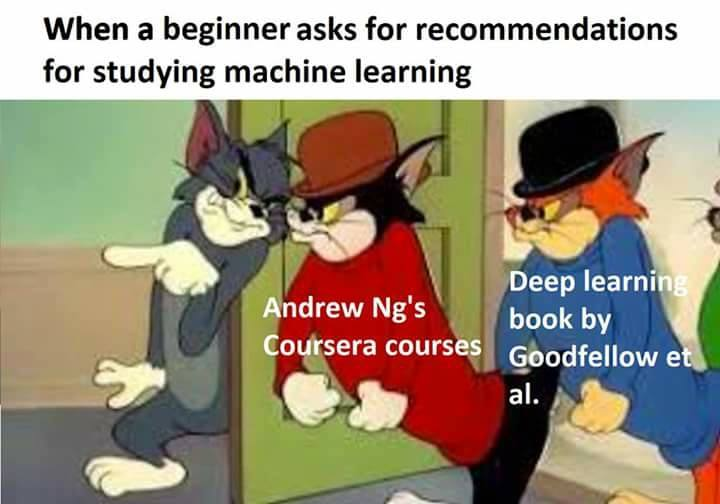 When a beginner asks for recommendations
for studying machine learning
Andrew Ng's
Coursera courses
Deep learning
book by
Goodfellow et
al.